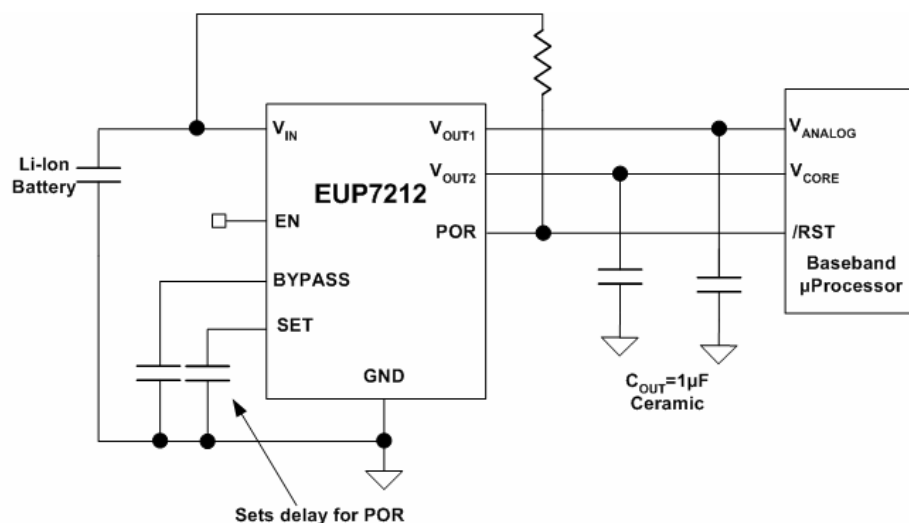 V_IN
V_OUT1
V_ANALOG
Li-Ion
Battery
V_OUT2
V_CORE
EUP7212
EN
POR
/RST
Baseband
µProcessor
BYPASS
SET
GND
C_OUT=1µF
Ceramic
Sets delay for POR